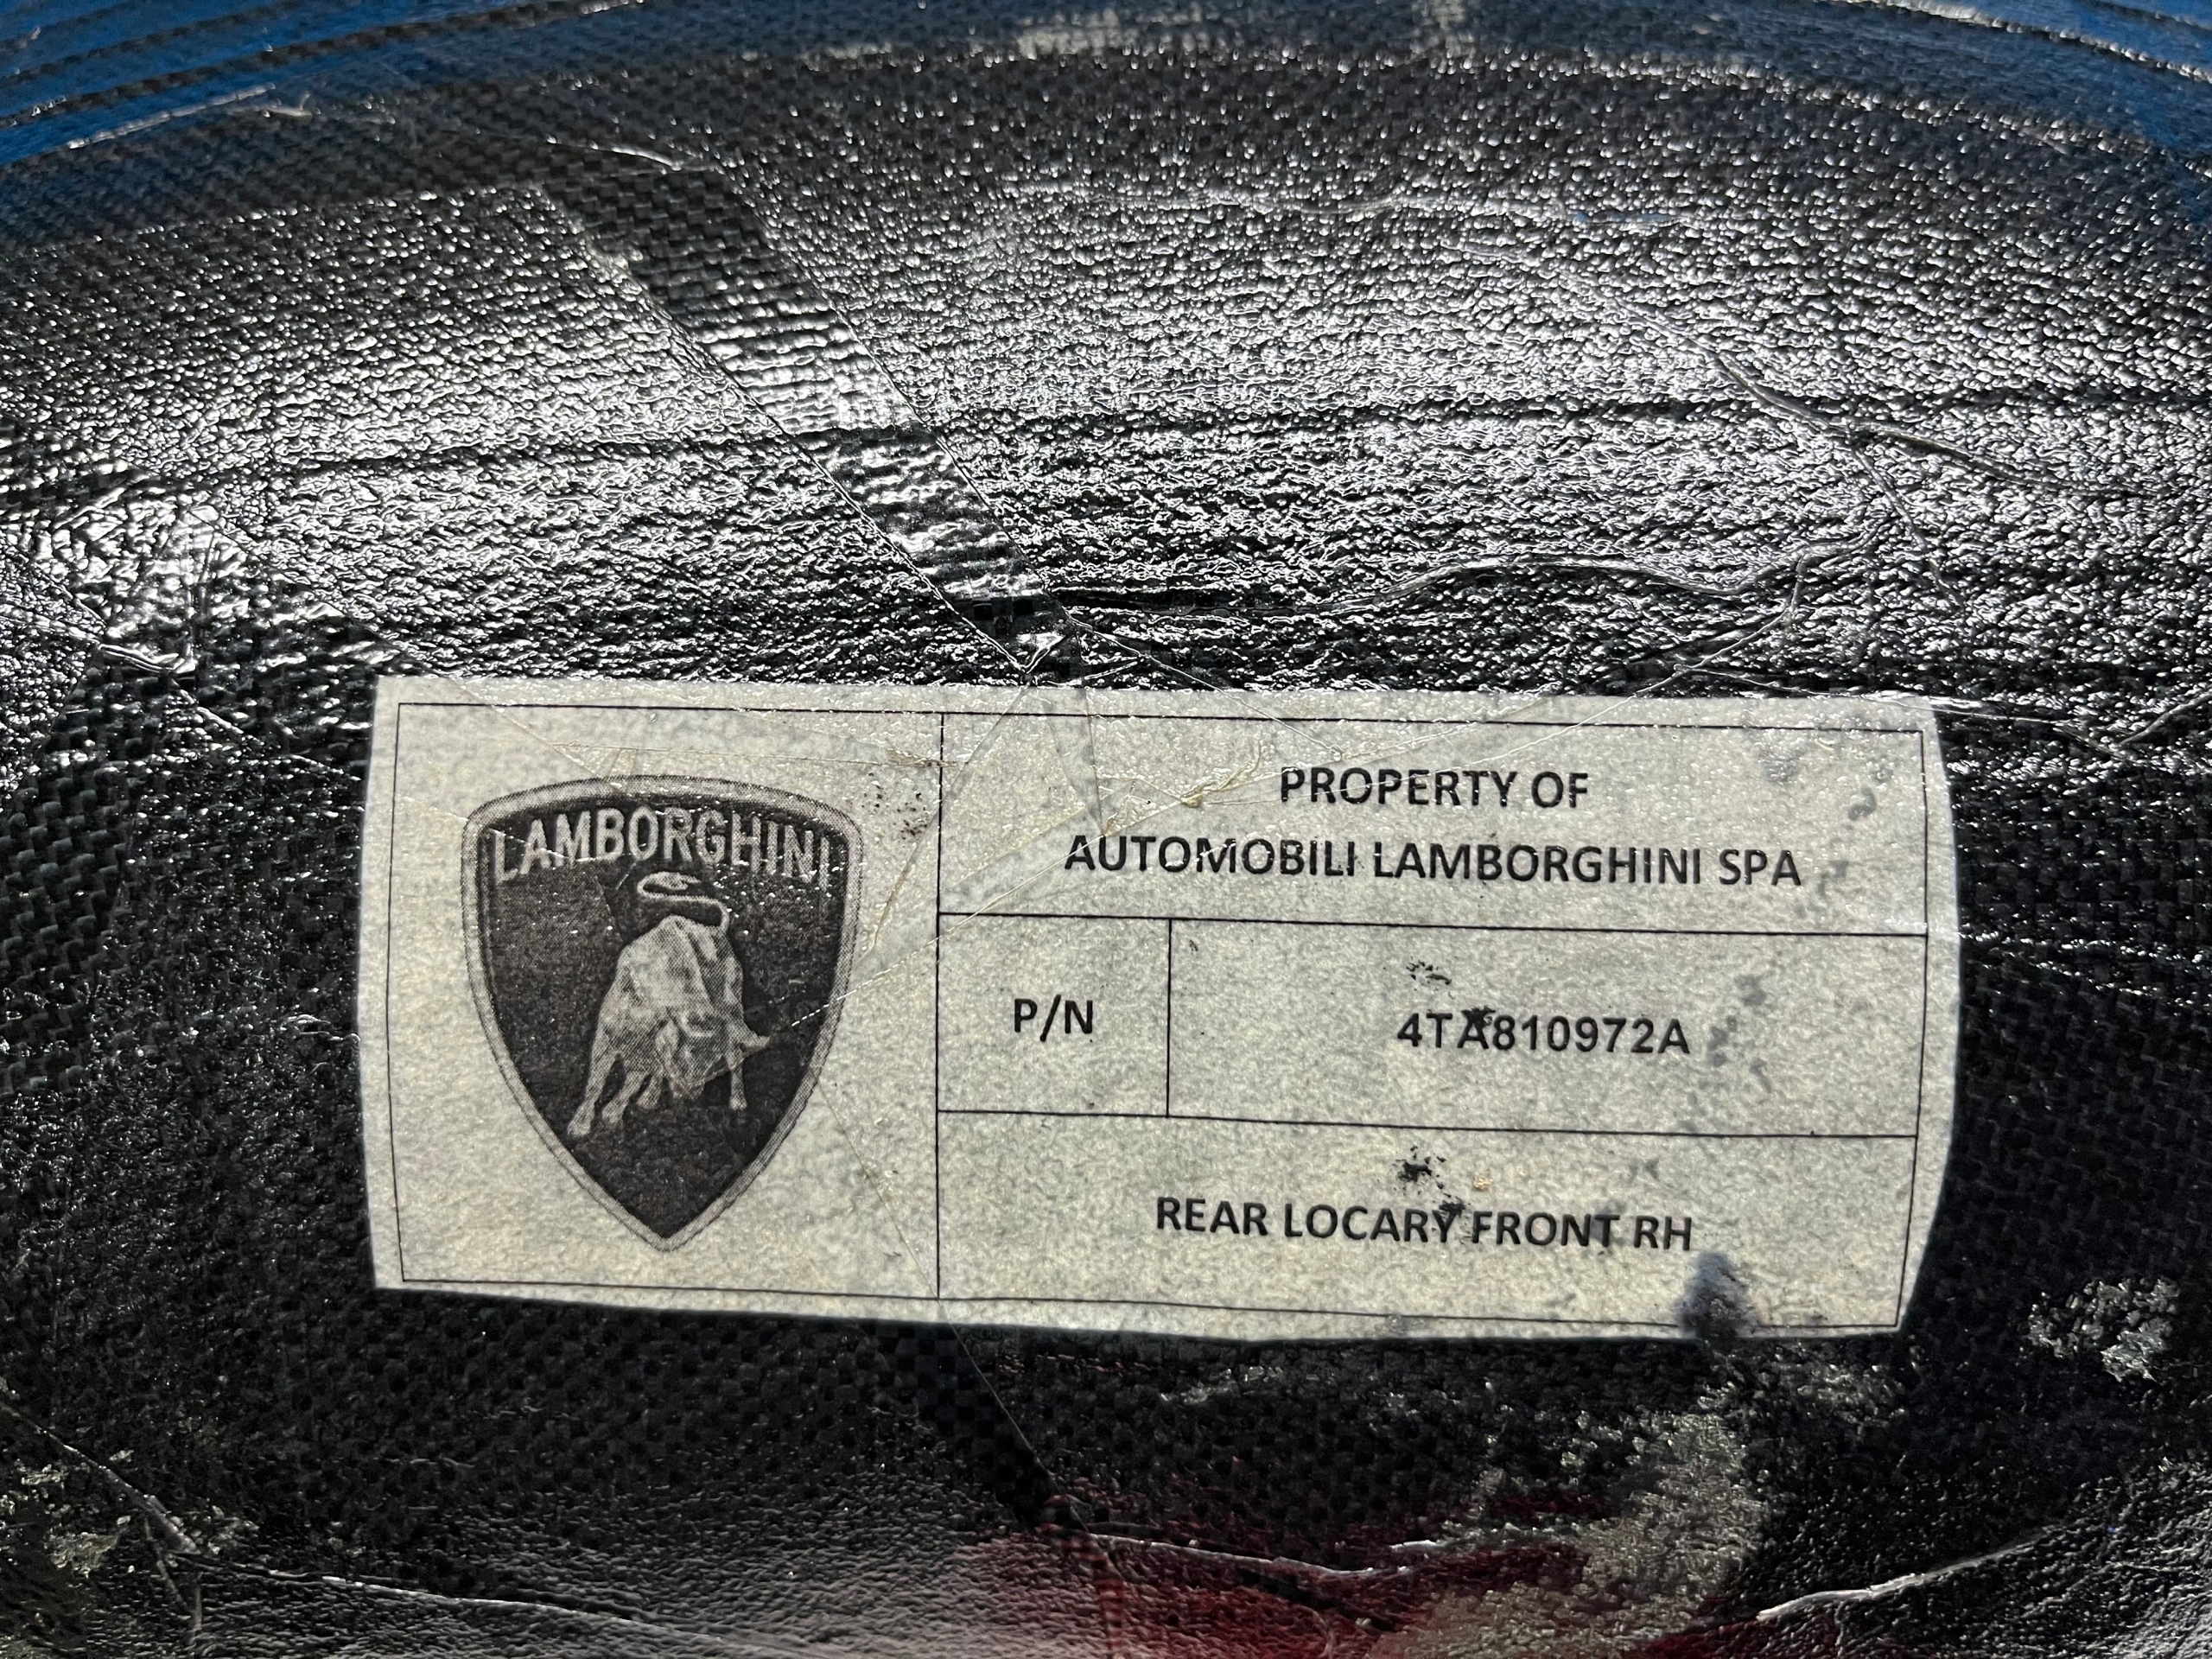 LAMBORGHINI
PROPERTY OF
AUTOMOBILI LAMBORGHINI SPA
P/N
4TA810972A
REAR LOCARY FRONT RH